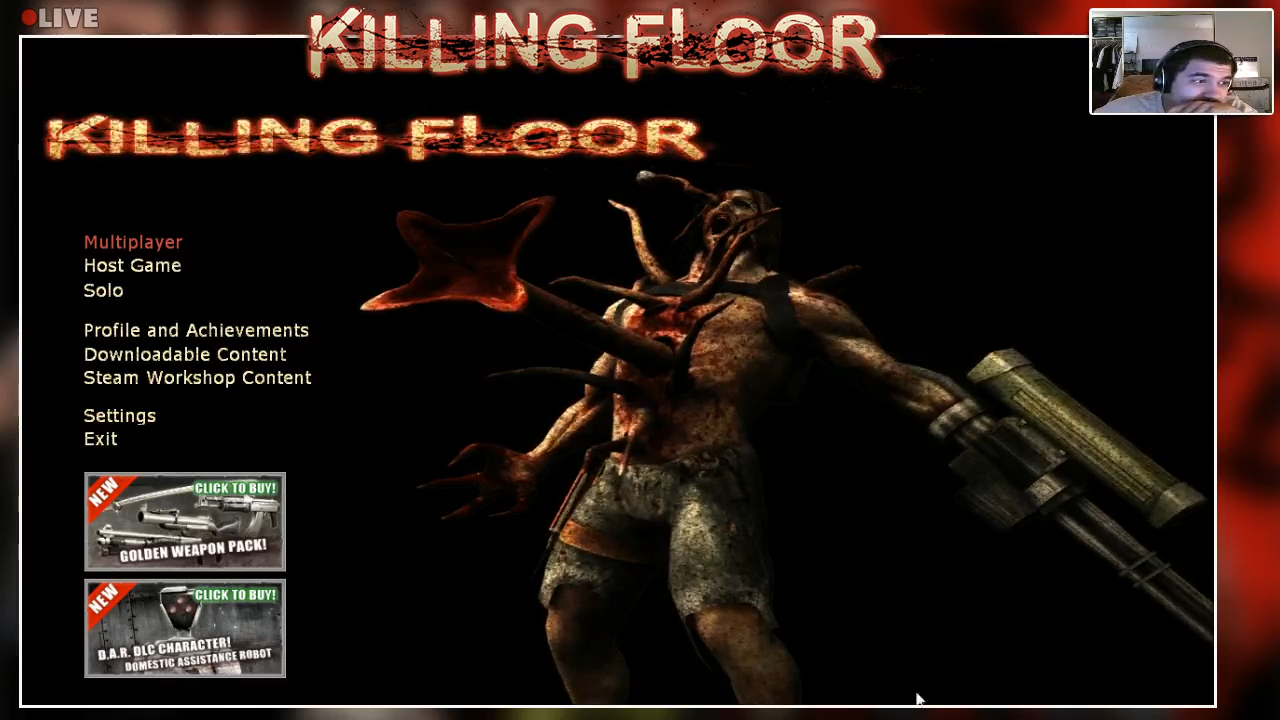 LIVE
KILLING FLOOR
KILLING FLOOR
Multiplayer
Host Game
Solo
Profile and Achievements
Downloadable Content
Steam Workshop Content
Settings
Exit
NEW
CLICK TO BUY!
GOLDEN WEAPON PACK!
NEW
CLICK TO BUY!
D.A.R. DLC CHARACTER!
DOMESTIC ASSISTANCE ROBOT